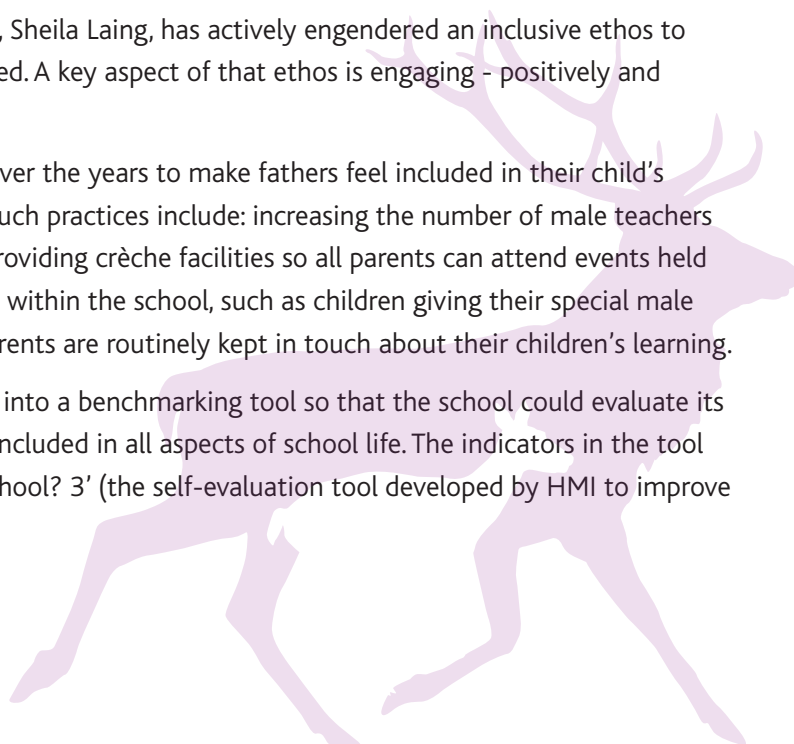 , Sheila Laing, has actively engendered an inclusive ethos to
ed. A key aspect of that ethos is engaging - positively and
ver the years to make fathers feel included in their child's
uch practices include: increasing the number of male teachers
roviding crèche facilities so all parents can attend events held
within the school, such as children giving their special male
rents are routinely kept in touch about their children's learning.
into a benchmarking tool so that the school could evaluate its
ncluded in all aspects of school life. The indicators in the tool
hool? 3' (the self-evaluation tool developed by HMI to improve